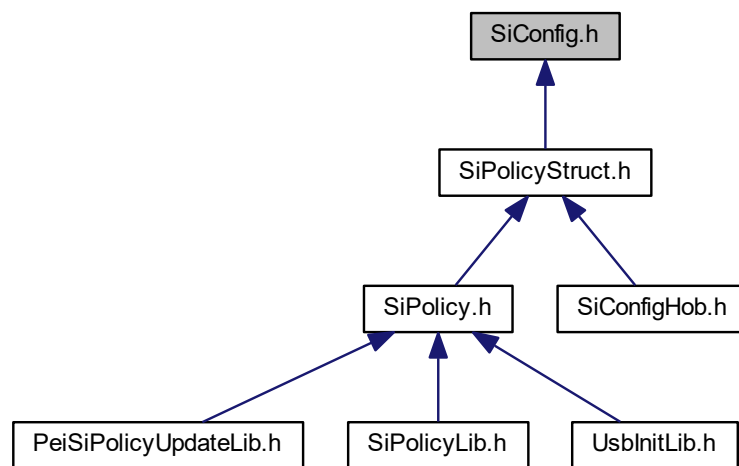 SiConfig.h
SiPolicyStruct.h
SiPolicy.h
SiConfigHob.h
PeiSiPolicyUpdateLib.h
SiPolicyLib.h
UsbInitLib.h